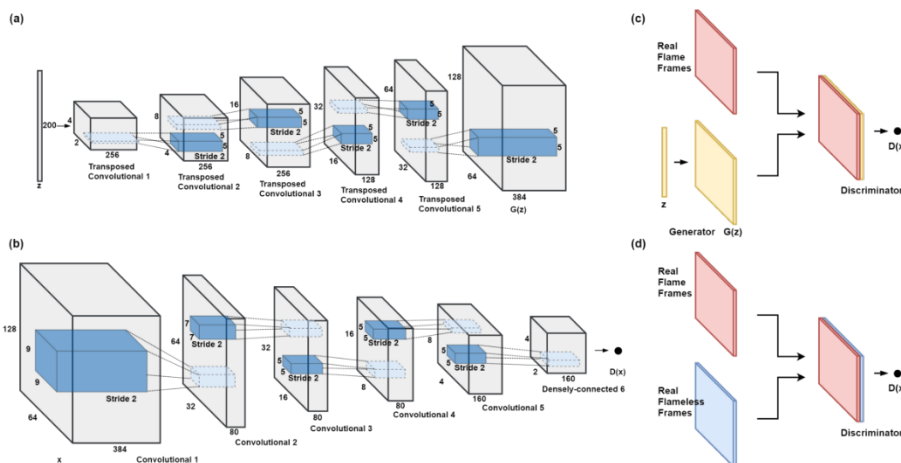 (a)
200
z
4
2
256
Transposed
Convolutional 1
8
4
5
5
Stride 2
256
Transposed
Convolutional 2
16
8
5
5
Stride 2
256
Transposed
Convolutional 3
32
16
5
5
Stride 2
128
Transposed
Convolutional 4
64
32
5
5
Stride 2
128
Transposed
Convolutional 5
128
64
5
5
Stride 2
384
G(z)
(b)
128
9
9
64
Stride 2
384
x
Convolutional 1
64
32
7
7
Stride 2
80
Convolutional 2
32
16
5
5
Stride 2
80
Convolutional 3
16
8
5
5
Stride 2
80
Convolutional 4
8
4
5
5
Stride 2
160
Convolutional 5
4
2
160
Densely-connected 6
D(x)
(c)
Real
Flame
Frames
z
Generator G(z)
Discriminator
D(x
(d)
Real
Flame
Frames
Real
Flameless
Frames
Discriminator
D(x